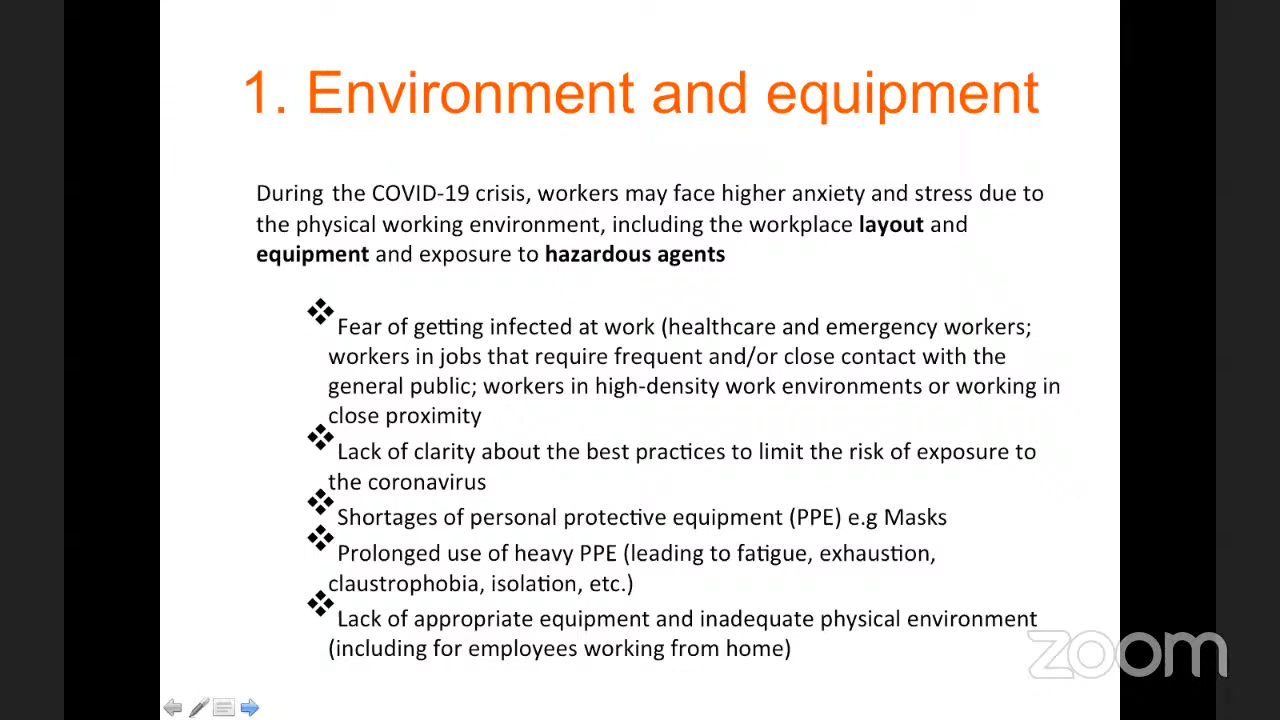 1. Environment and equipment
During the COVID-19 crisis, workers may face higher anxiety and stress due to
the physical working environment, including the workplace layout and
equipment and exposure to hazardous agents
❖ Fear of getting infected at work (healthcare and emergency workers;
workers in jobs that require frequent and/or close contact with the
general public; workers in high-density work environments or working in
close proximity
❖ Lack of clarity about the best practices to limit the risk of exposure to
the coronavirus
❖ Shortages of personal protective equipment (PPE) e.g Masks
❖ Prolonged use of heavy PPE (leading to fatigue, exhaustion,
claustrophobia, isolation, etc.)
❖ Lack of appropriate equipment and inadequate physical environment
(including for employees working from home)
zoom